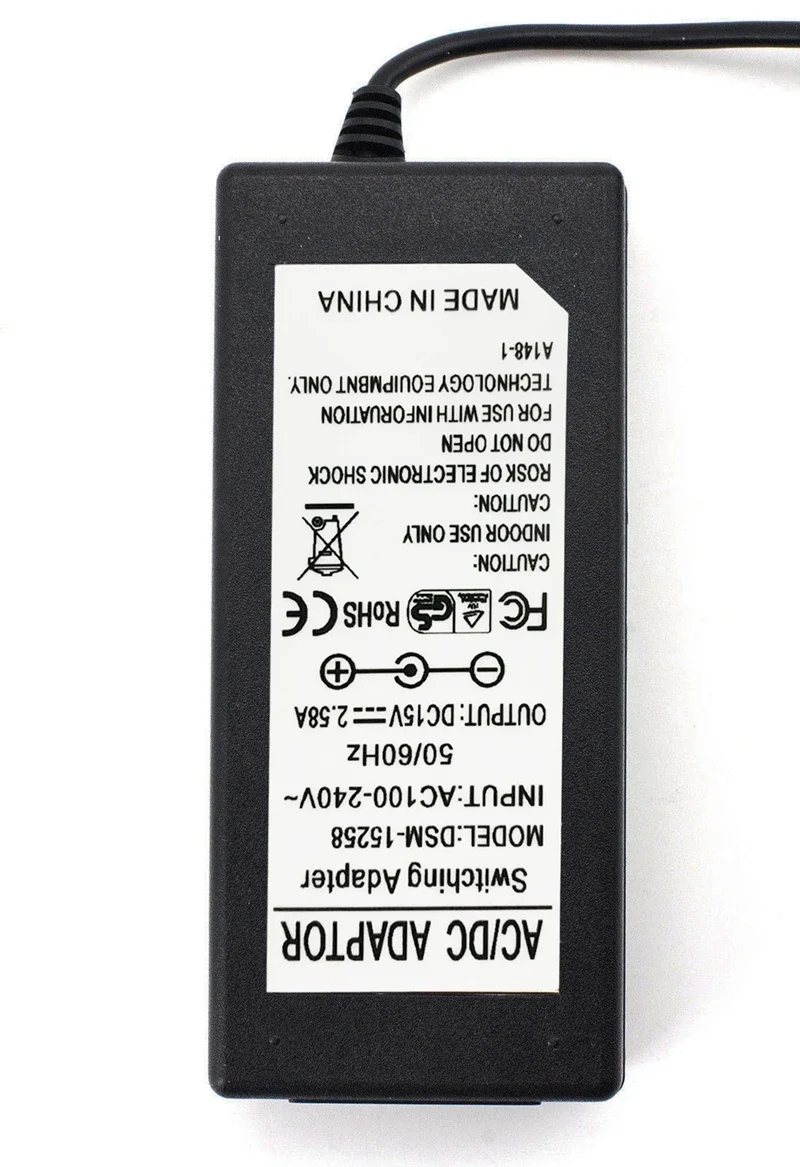 AC/DC ADAPTOR
Switching Adapter
MODEL:DSM-15258
INPUT:AC100-240V~
50/60Hz
OUTPUT: DC15V⎓2.58A
FC GS RoHS CE
CAUTION:
INDOOR USE ONLY
CAUTION:
ROSK OF ELECTRONIC SHOCK
DO NOT OPEN
FOR USE WITH INFORUATION
TECHNOLOGY EQUIPMBNT ONLY.
A148-1
MADE IN CHINA